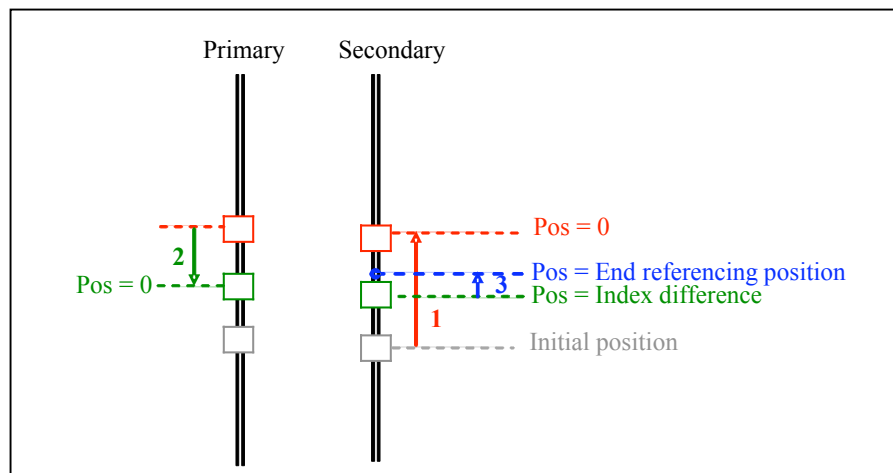 Primary
Secondary
Pos = 0
2
Pos = End referencing position
Pos = 0
3
Pos = Index difference
1
Initial position